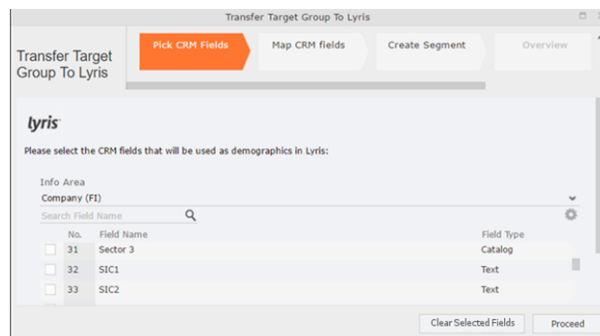 Transfer Target Group To Lyris
Transfer Target
Group To Lyris
Pick CRM Fields
Map CRM fields
Create Segment
Overview
lyris
Please select the CRM fields that will be used as demographics in Lyris:
Info Area
Company (FI)
Search Field Name
No. Field Name Field Type
31 Sector 3 Catalog
32 SIC1 Text
33 SIC2 Text
Clear Selected Fields Proceed